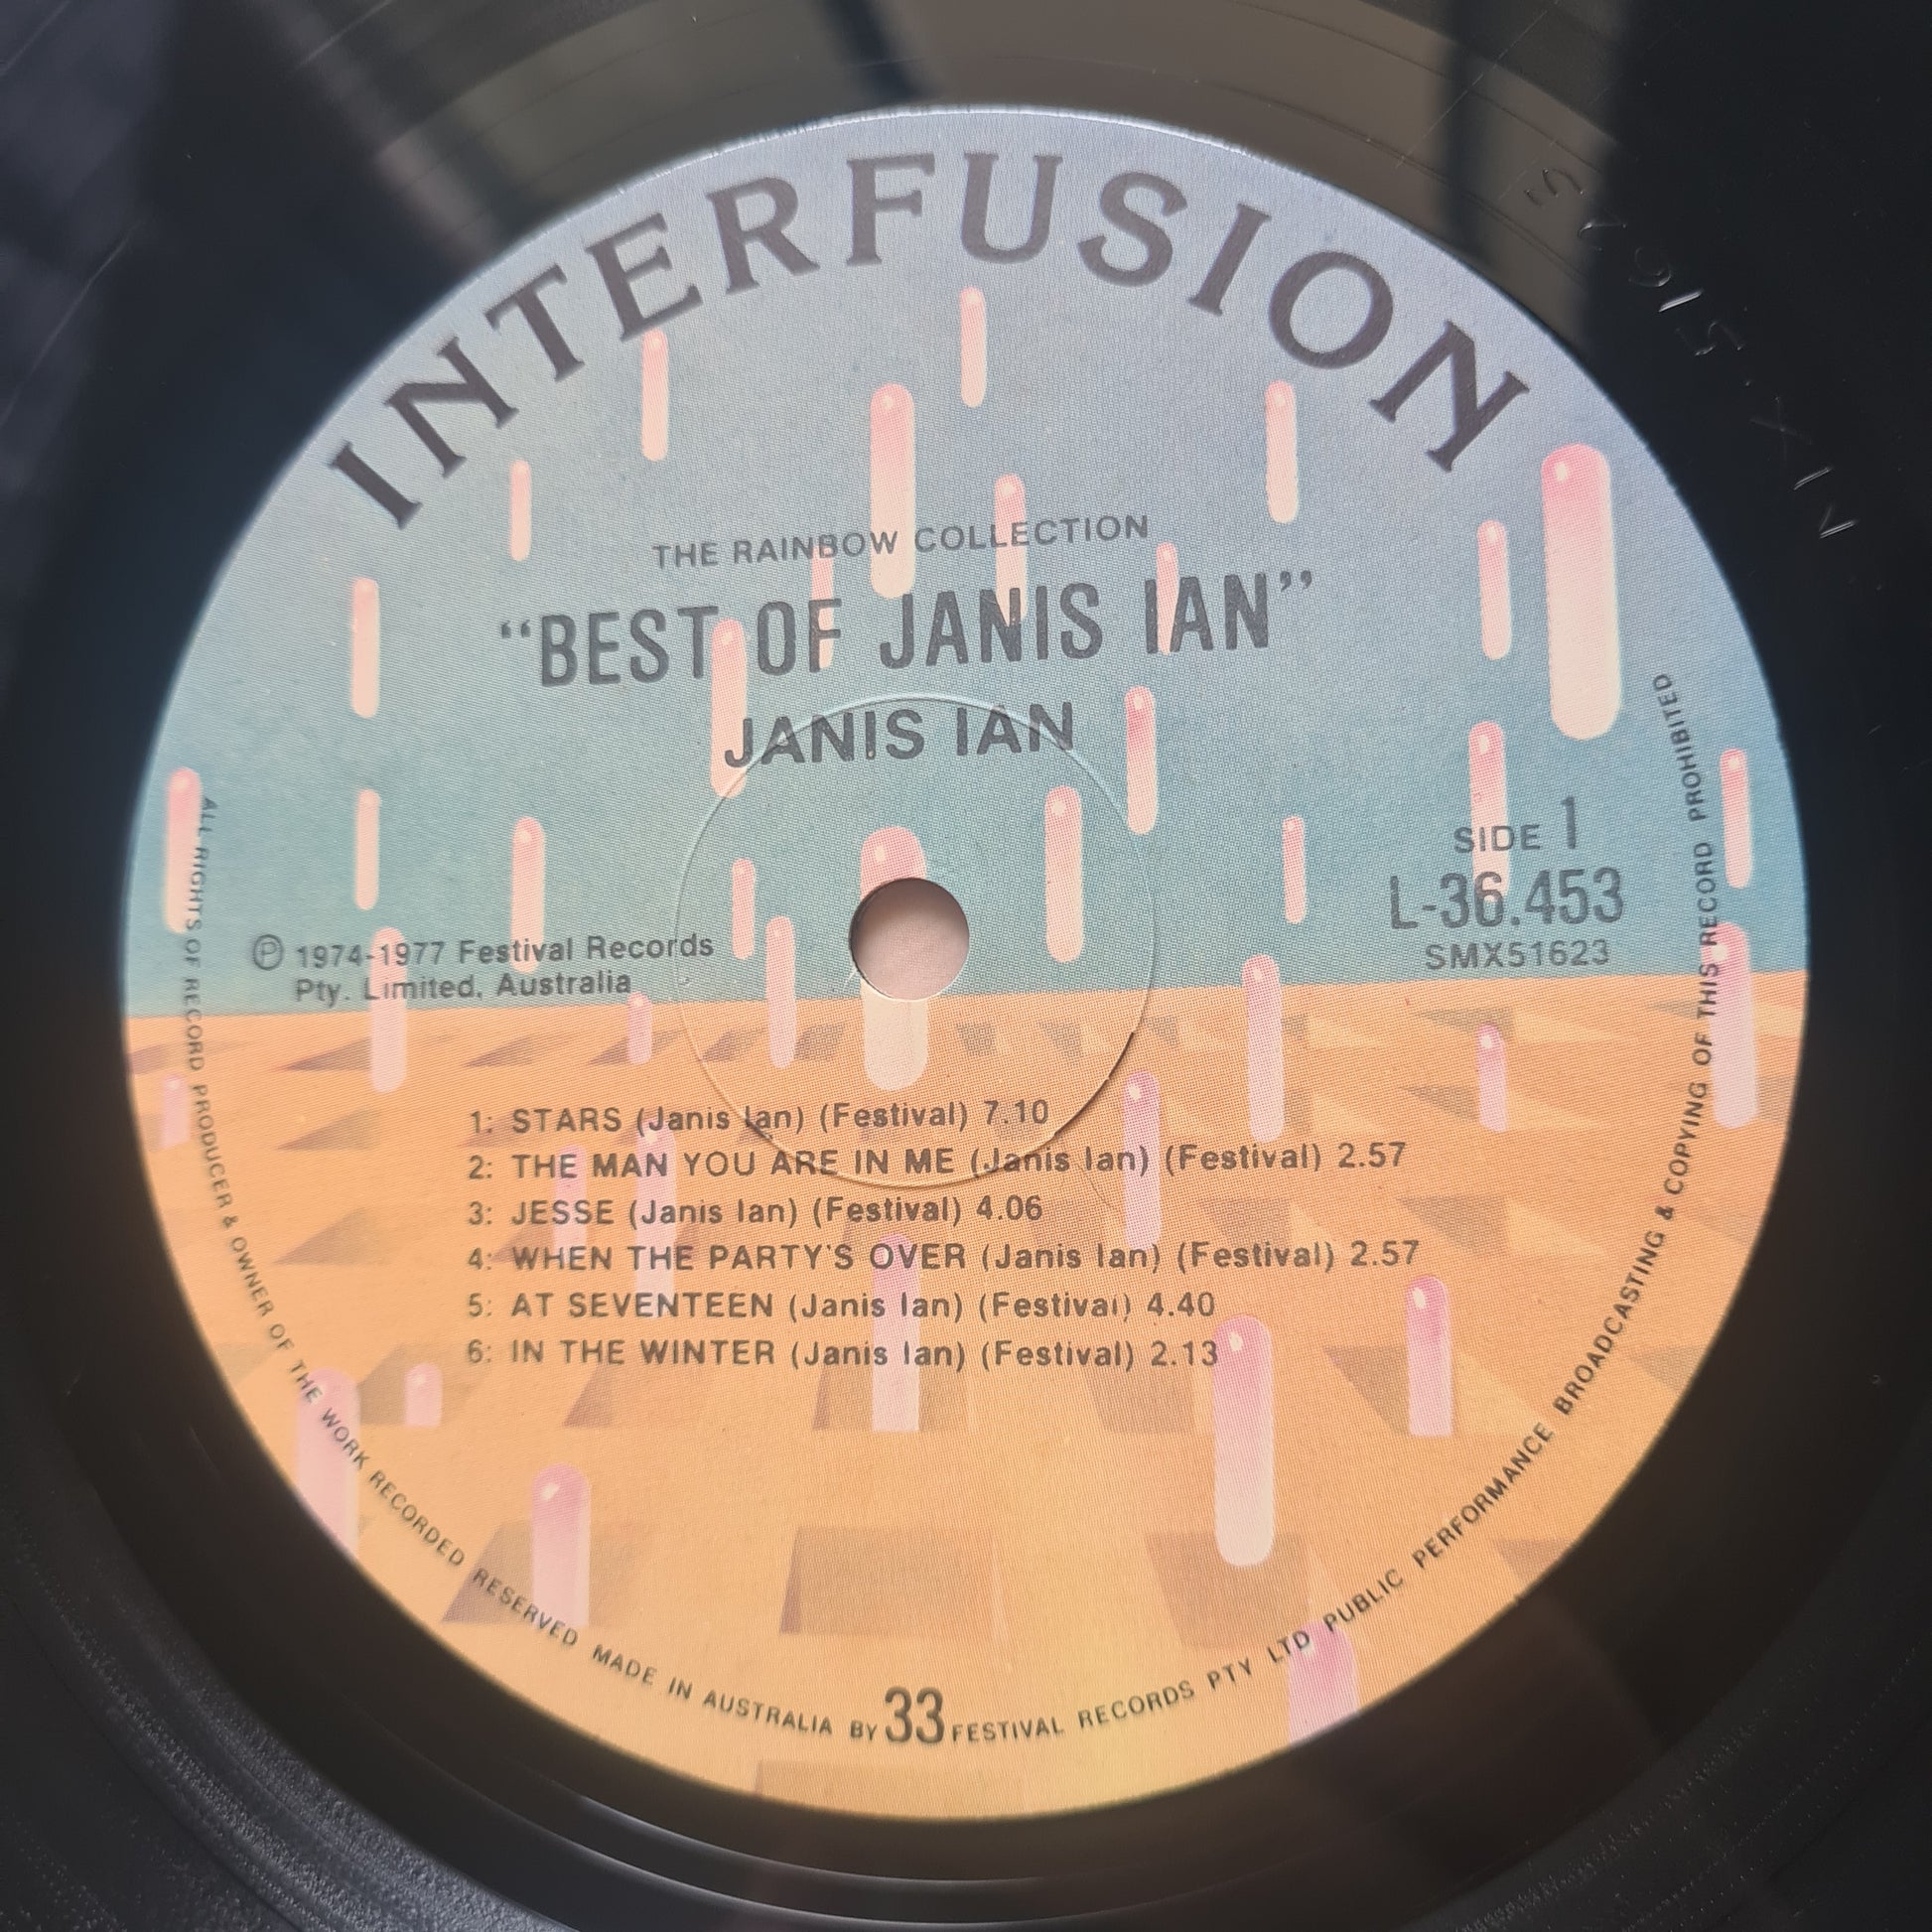 INTERFUSION
THE RAINBOW COLLECTION
“BEST OF JANIS IAN”
JANIS IAN
SIDE 1
L-36.453
SMX51623
Ⓟ 1974-1977 Festival Records
Pty. Limited, Australia
1: STARS (Janis Ian) (Festival) 7.10
2: THE MAN YOU ARE IN ME (Janis Ian) (Festival) 2.57
3: JESSE (Janis Ian) (Festival) 4.06
4: WHEN THE PARTY'S OVER (Janis Ian) (Festival) 2.57
5: AT SEVENTEEN (Janis Ian) (Festival) 4.40
6: IN THE WINTER (Janis Ian) (Festival) 2.13
33
ALL RIGHTS OF RECORD PRODUCER & OWNER OF THE WORK RECORDED RESERVED MADE IN AUSTRALIA BY FESTIVAL RECORDS PTY LTD PUBLIC PERFORMANCE BROADCASTING & COPYING OF THIS RECORD PROHIBITED